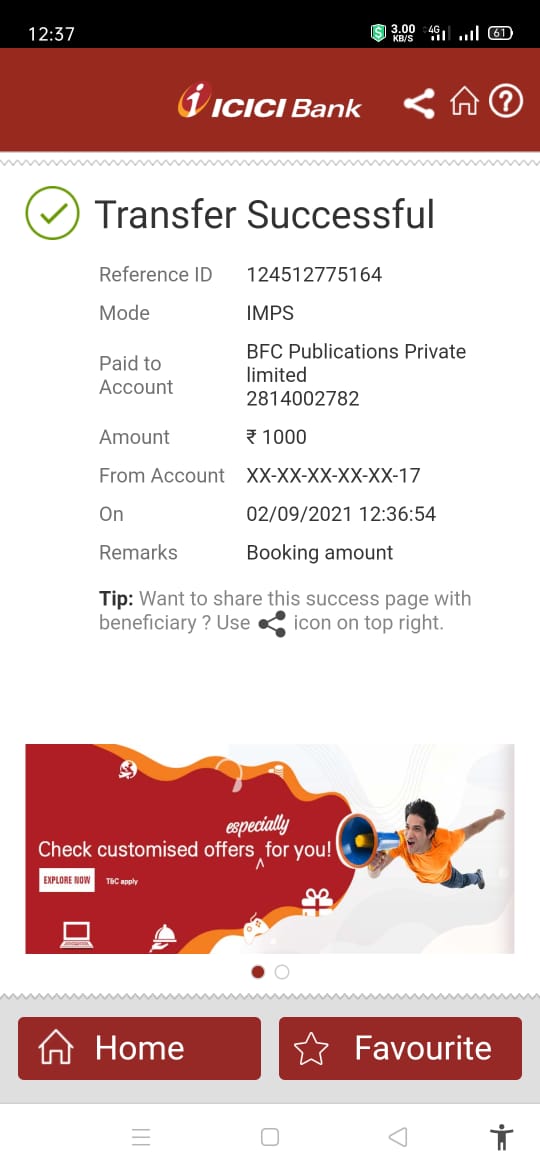 12:37
3.00
KB/S
4G
61
ICICI Bank
Transfer Successful
Reference ID 124512775164
Mode IMPS
Paid to Account BFC Publications Private limited 2814002782
Amount ₹ 1000
From Account XX-XX-XX-XX-XX-17
On 02/09/2021 12:36:54
Remarks Booking amount
Tip: Want to share this success page with
beneficiary ? Use icon on top right.
especially
Check customised offers ^ for you!
EXPLORE NOW T&C apply
Home Favourite